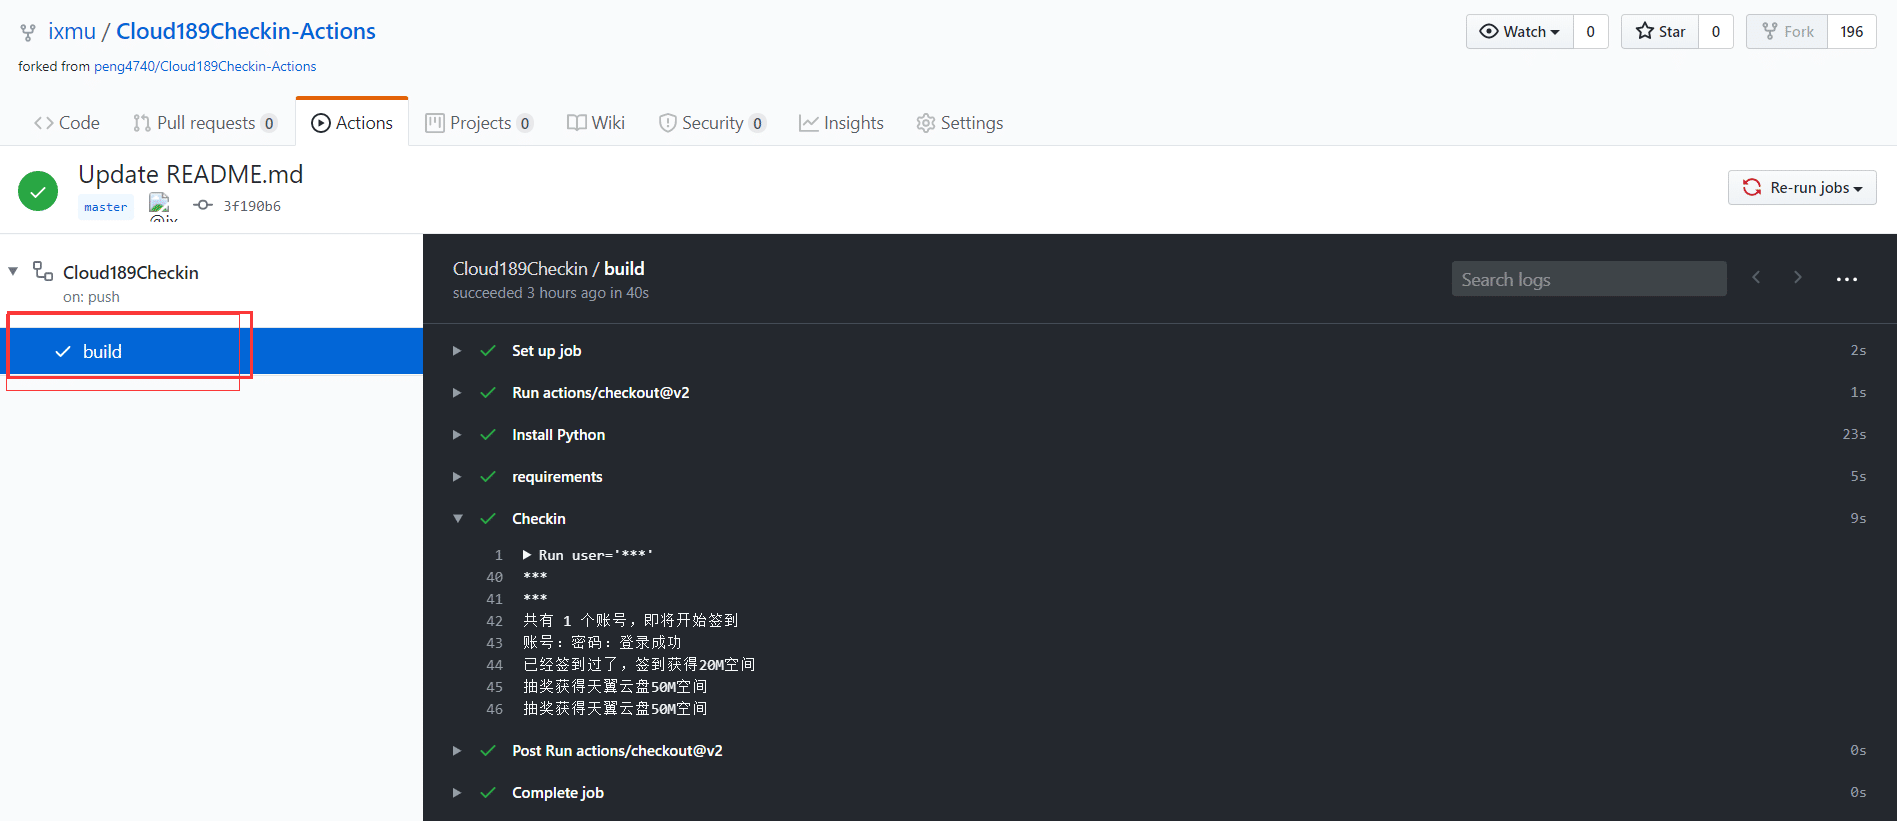 ixmu / Cloud189Checkin-Actions
Watch 0 Star 0 Fork 196
forked from peng4740/Cloud189Checkin-Actions
Code Pull requests 0 Actions Projects 0 Wiki Security 0 Insights Settings
Update README.md
master @ix 3f190b6
Re-run jobs
Cloud189Checkin
on: push
build
Cloud189Checkin / build
succeeded 3 hours ago in 40s
Search logs
Set up job 2s
Run actions/checkout@v2 1s
Install Python 23s
requirements 5s
Checkin 9s
1 Run user='***'
40 ***
41 ***
42 共有 1 个账号，即将开始签到
43 账号：密码：登录成功
44 已经签到过了，签到获得20M空间
45 抽奖获得天翼云盘50M空间
46 抽奖获得天翼云盘50M空间
Post Run actions/checkout@v2 0s
Complete job 0s